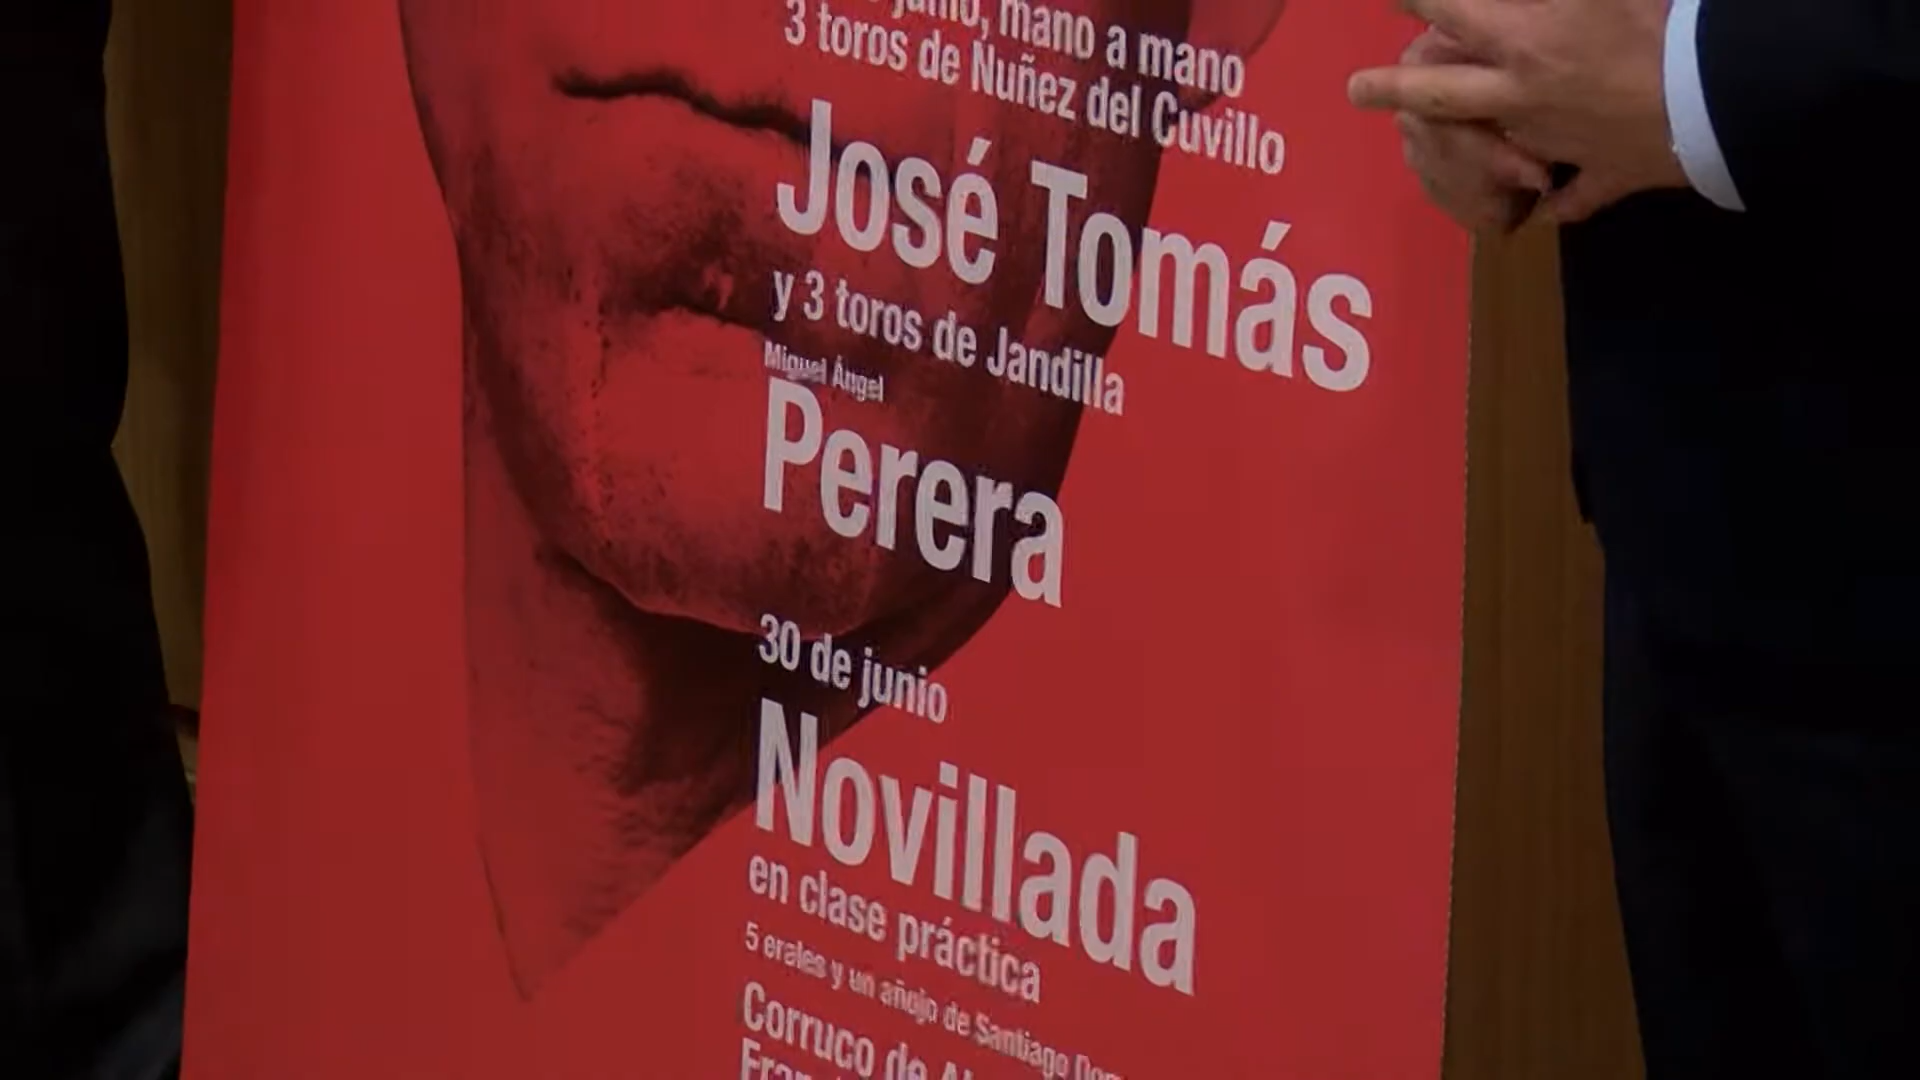 junio, mano a mano
3 toros de Nuñez del Cuvillo
José Tomás
y 3 toros de Jandilla
Miguel Ángel
Perera
30 de junio
Novillada
en clase práctica
5 erales y un añojo de Santiago
Corruco de